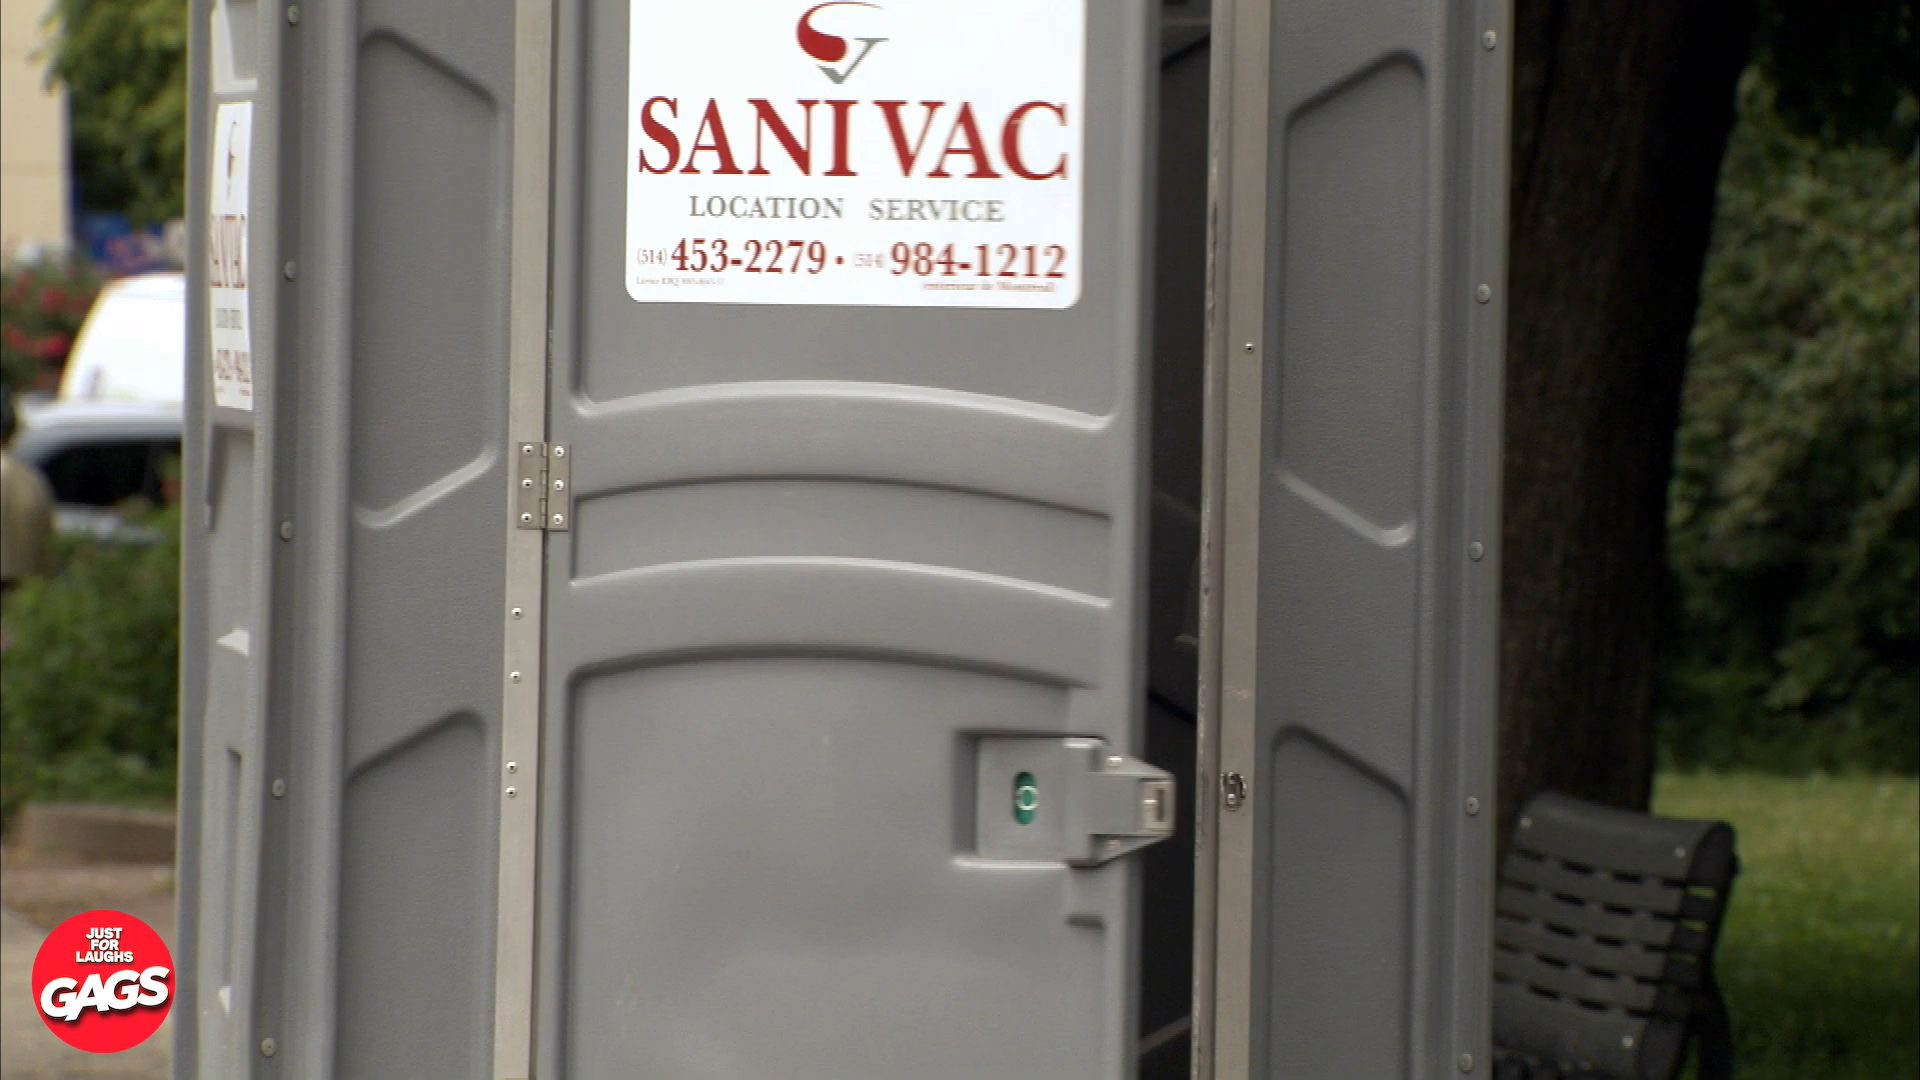 SANI VAC
LOCATION SERVICE
(514) 453-2279 • (514) 984-1212
JUST
FOR
LAUGHS
GAGS